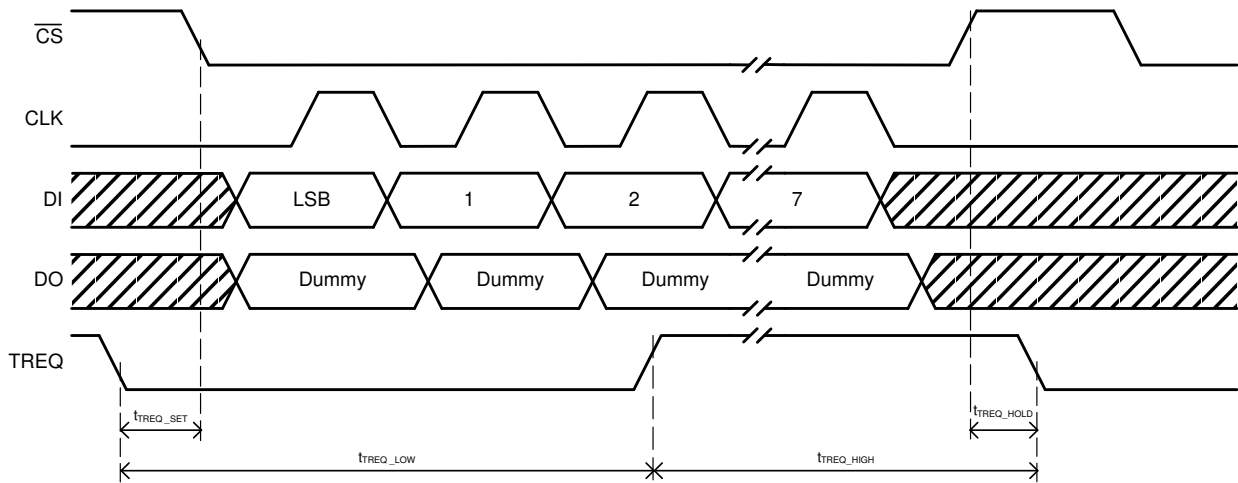 CS
CLK
DI LSB 1 2 7
DO Dummy Dummy Dummy Dummy
TREQ
tTREQ_SET tTREQ_HOLD
tTREQ_LOW tTREQ_HIGH